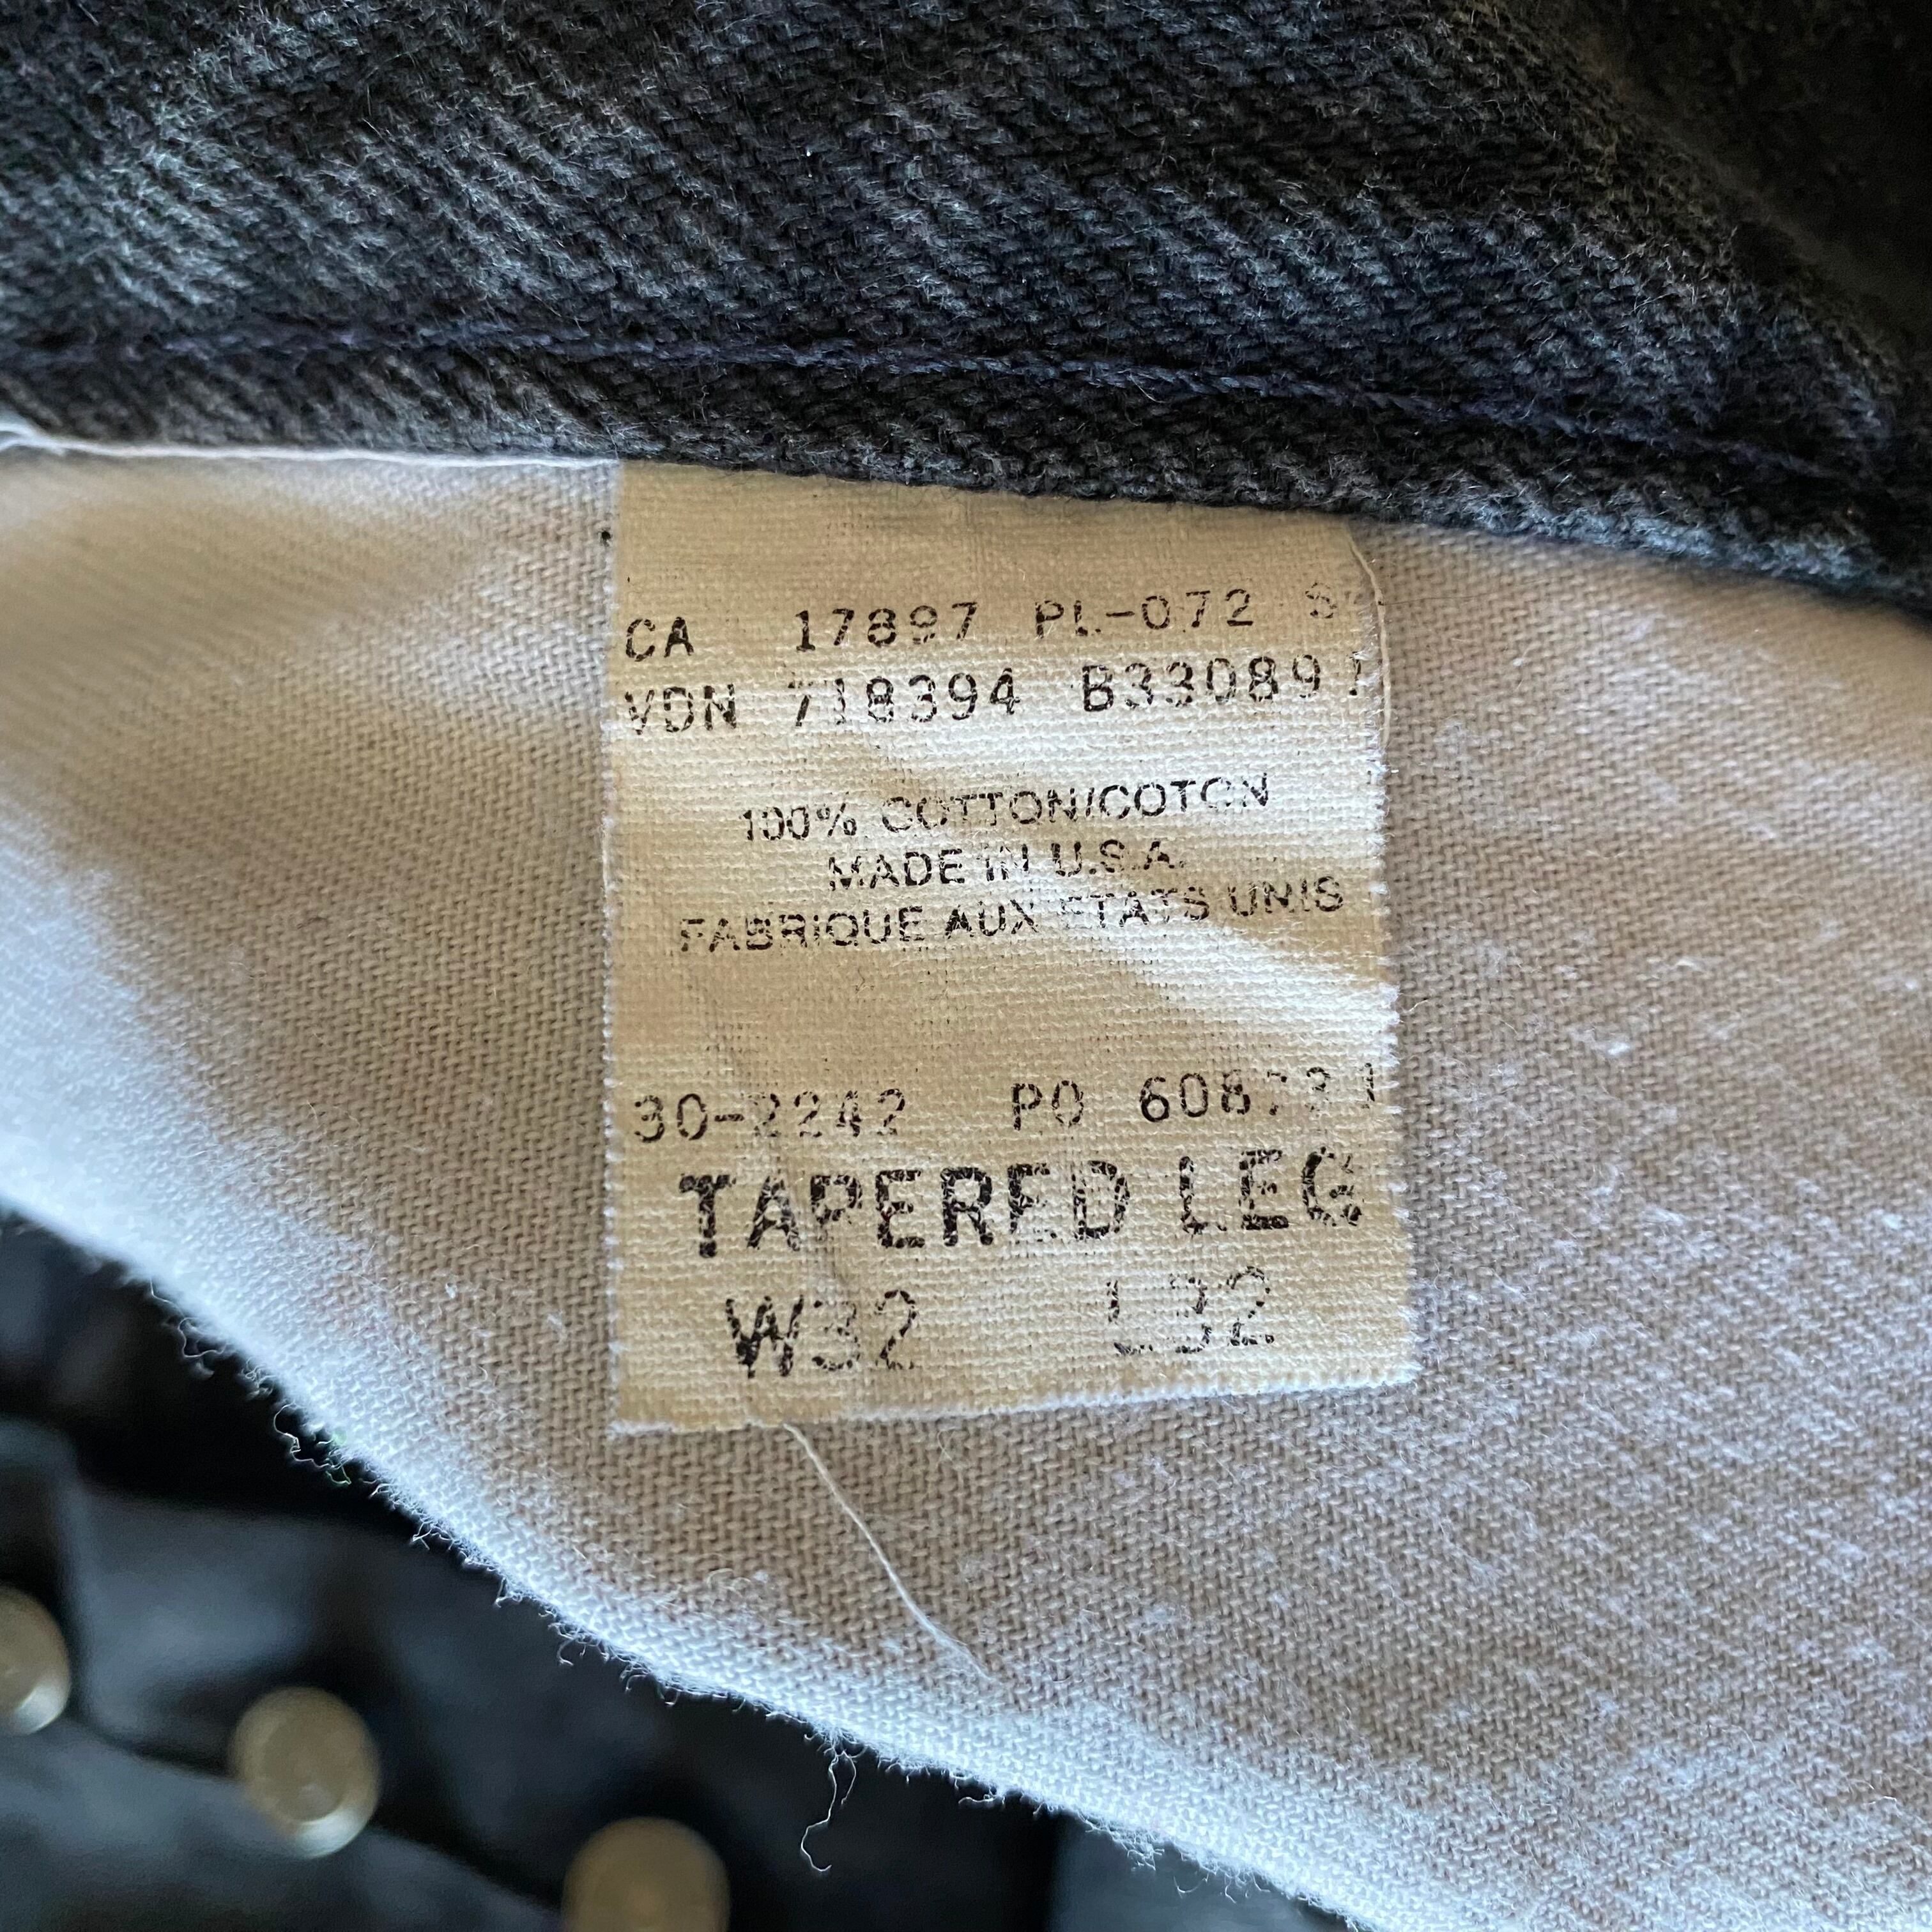 CA 17897 PL-072
VDN 718394 B33089
100% COTTON/COTON
MADE IN U.S.A.
FABRIQUE AUX ETATS UNIS
30-2242 PO
TAPERED LEG
W32 L32